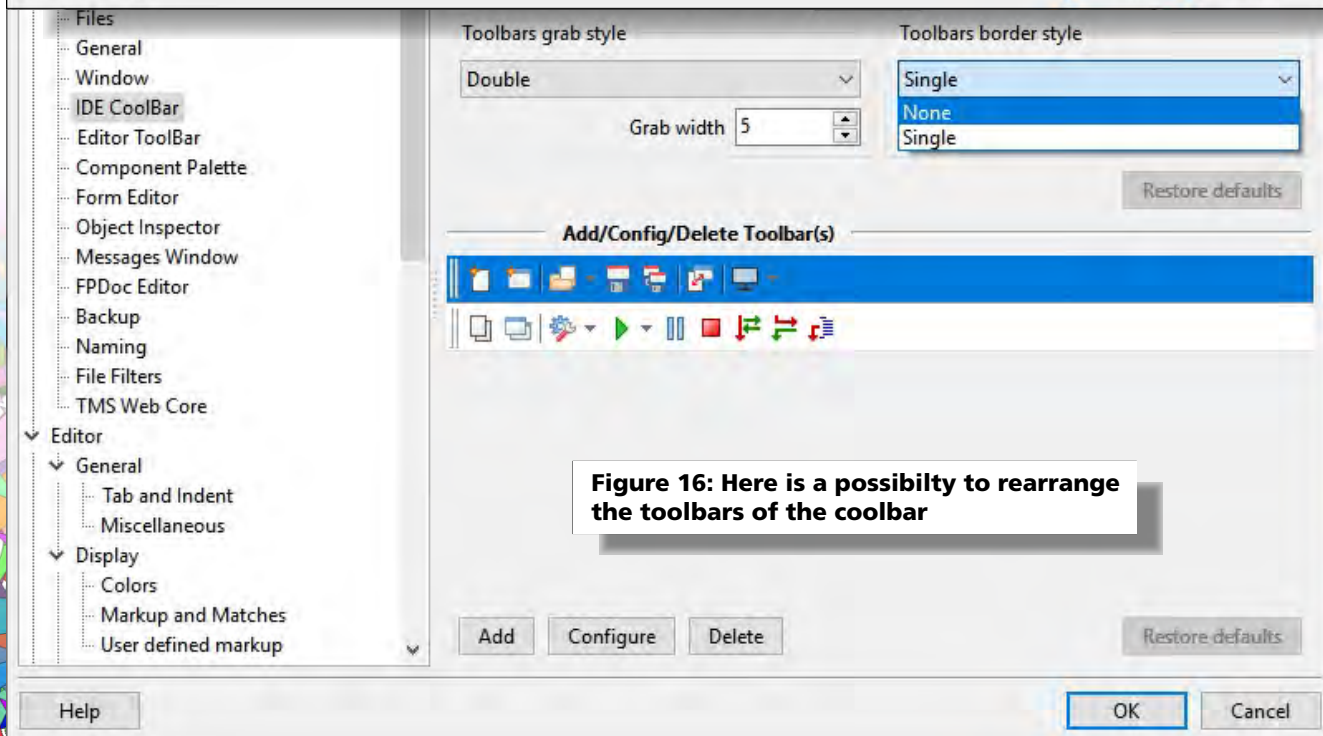 Files
General
Window
IDE CoolBar
Editor ToolBar
Component Palette
Form Editor
Object Inspector
Messages Window
FPDoc Editor
Backup
Naming
File Filters
TMS Web Core
Editor
General
Tab and Indent
Miscellaneous
Display
Colors
Markup and Matches
User defined markup
Toolbars grab style
Double
Grab width 5
Toolbars border style
Single
None
Single
Restore defaults
Add/Config/Delete Toolbar(s)
Figure 16: Here is a possibilty to rearrange
the toolbars of the coolbar
Add Configure Delete Restore defaults
Help OK Cancel